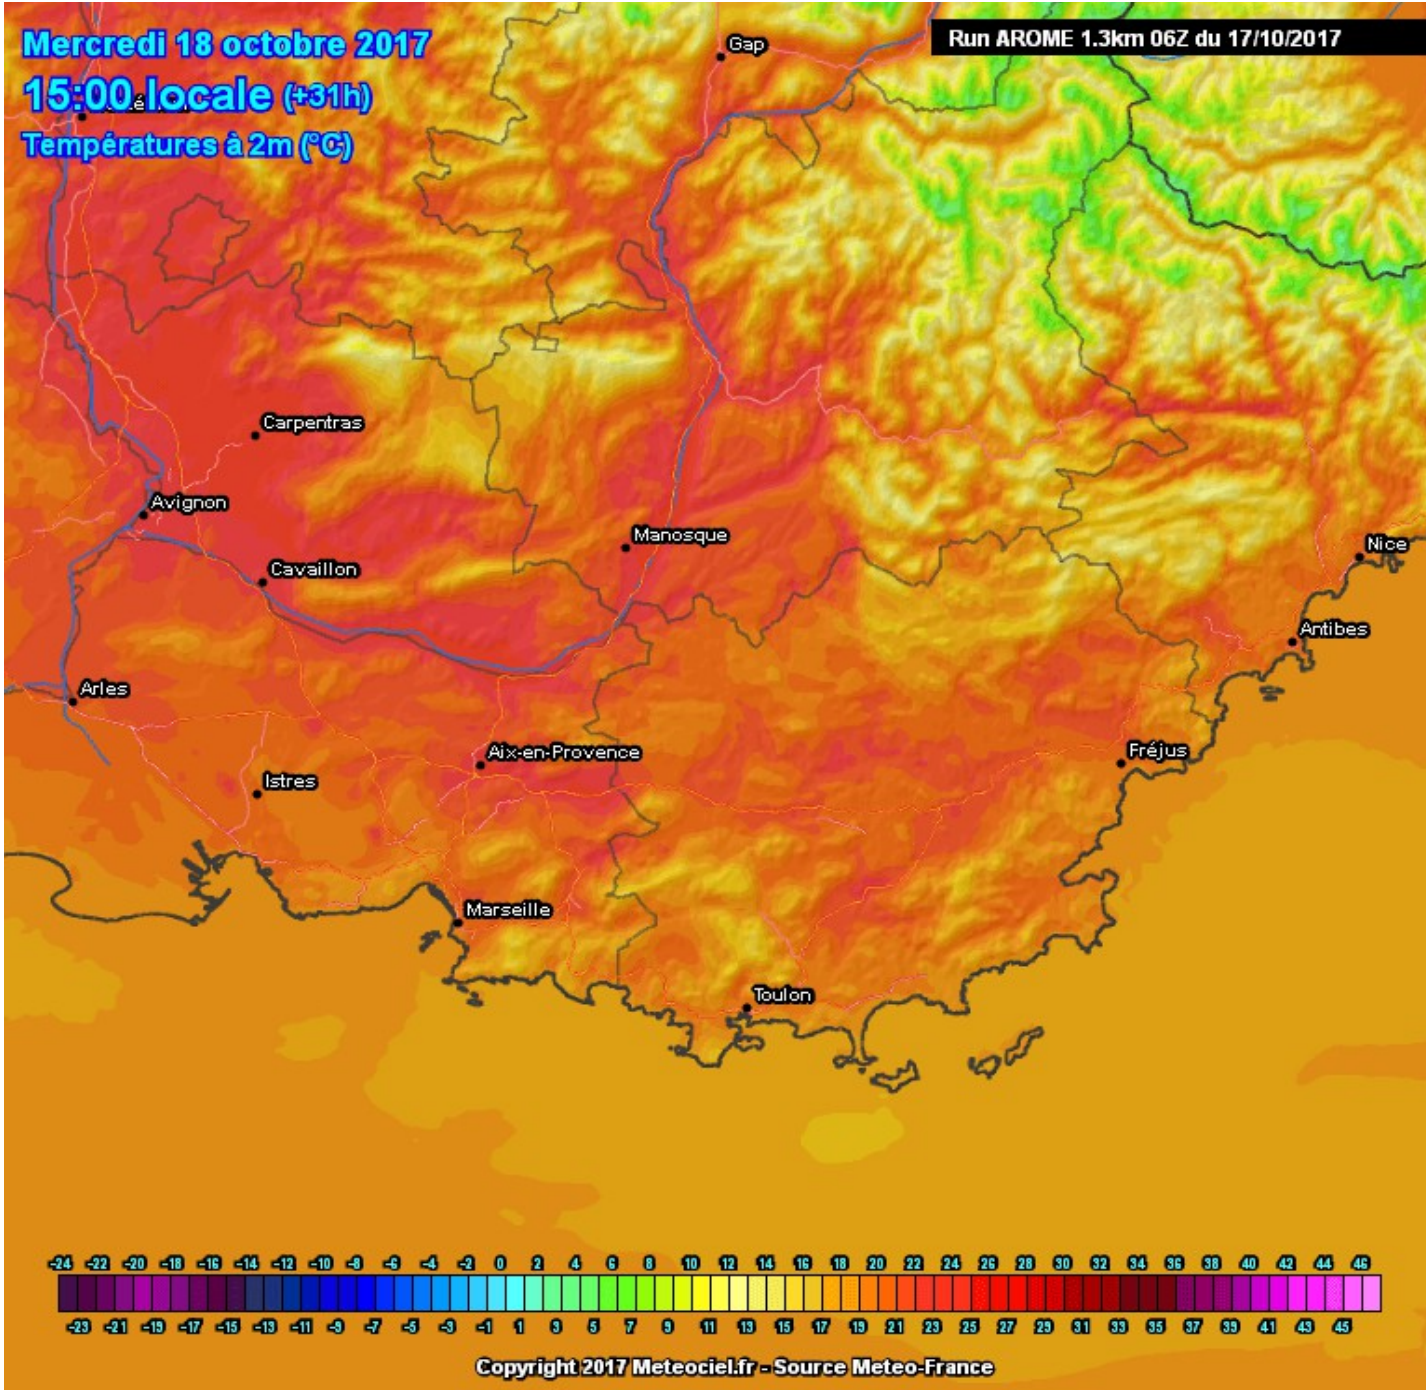 Mercredi 18 octobre 2017
Run AROME 1.3km 06Z du 17/10/2017
Gap
15:00 locale (+31h)
Températures à 2m (°C)
Carpentras
Avignon
Manosque
Nice
Cavaillon
Antibes
Arles
Aix-en-Provence
Fréjus
Istres
Marseille
Toulon
-24 -22 -20 -18 -16 -14 -12 -10 -8 -6 -4 -2 0 2 4 6 8 10 12 14 16 18 20 22 24 26 28 30 32 34 36 38 40 42 44 46
-23 -21 -19 -17 -15 -13 -11 -9 -7 -5 -3 -1 1 3 5 7 9 11 13 15 17 19 21 23 25 27 29 31 33 35 37 39 41 43 45
Copyright 2017 Meteociel.fr - Source Meteo-France